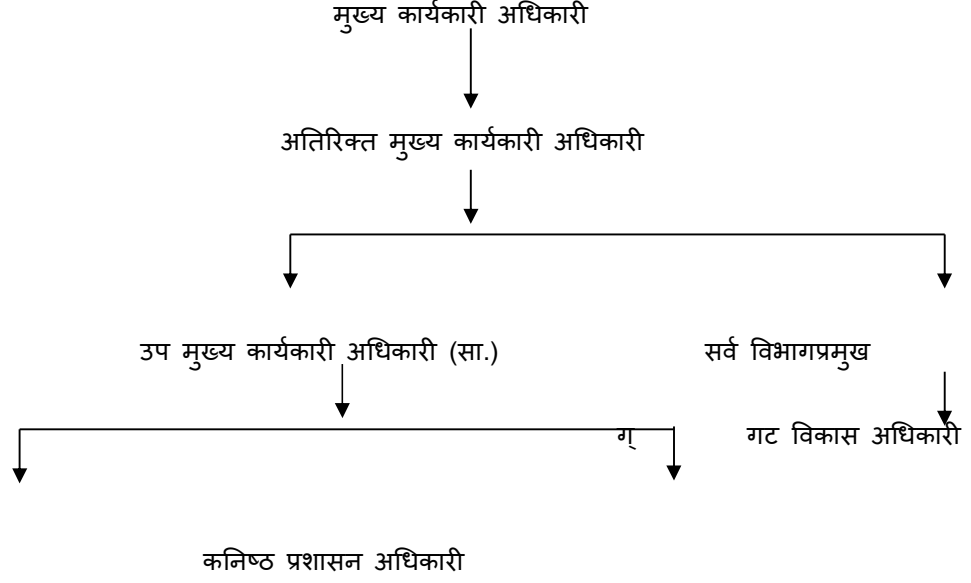 मुख्य कार्यकारी अधिकारी
अतिरिक्त मुख्य कार्यकारी अधिकारी
उप मुख्य कार्यकारी अधिकारी (सा.) सर्व विभागप्रमुख
ग् गट विकास अधिकारी
कनिष्ठ प्रशासन अधिकारी